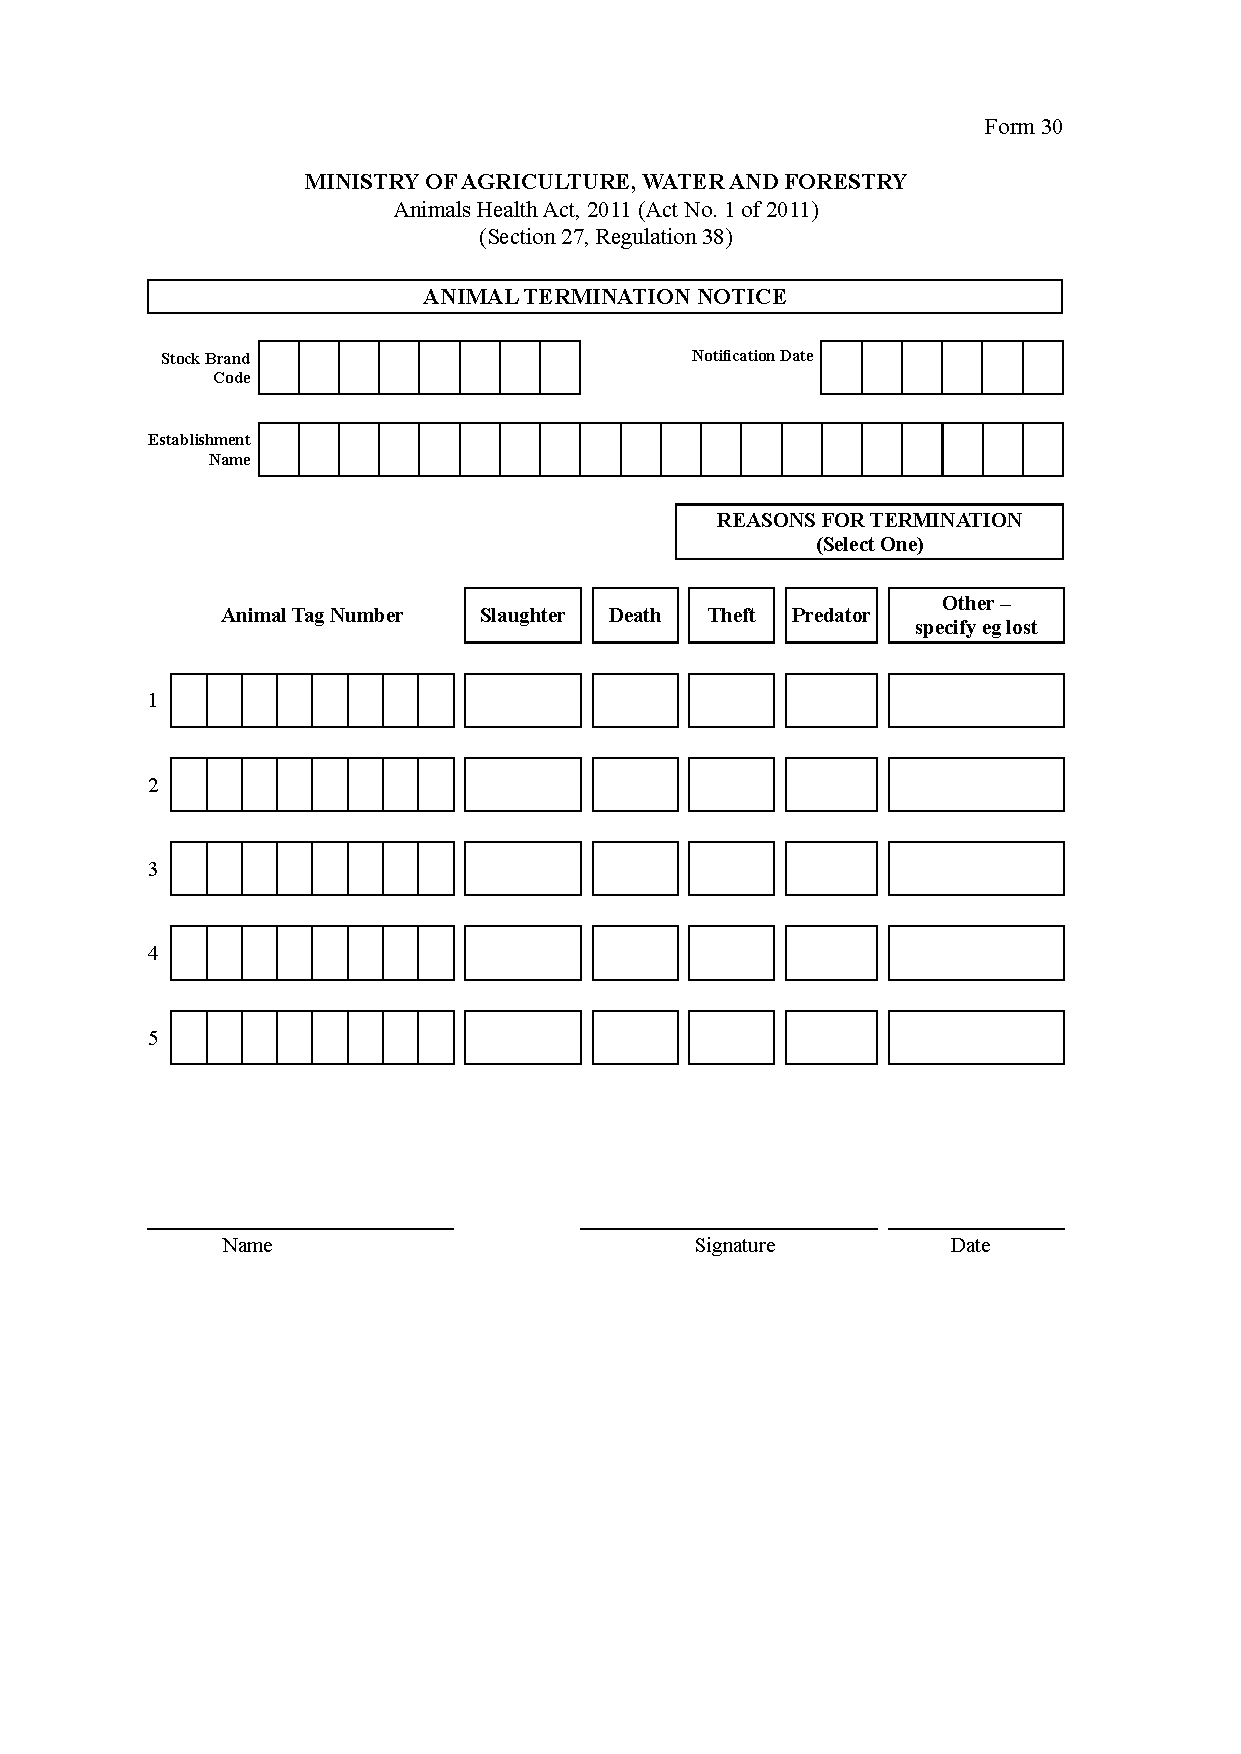 Form 30
MINISTRY OF AGRICULTURE, WATER AND FORESTRY
Animals Health Act, 2011 (Act No. 1 of 2011)
(Section 27, Regulation 38)
ANIMAL TERMINATION NOTICE
Stock Brand
Code
Notification Date
Establishment
Name
REASONS FOR TERMINATION
(Select One)
Animal Tag Number
Slaughter
Death
Theft
Predator
Other –
specify eg lost
1
2
3
4
5
Name
Signature
Date